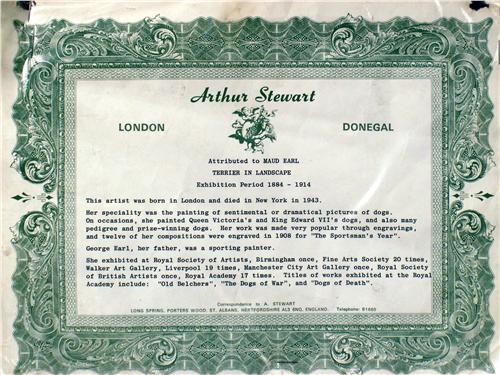 Arthur Stewart
LONDON DONEGAL
Attributed to MAUD EARL
TERRIER IN LANDSCAPE
Exhibition Period 1884 - 1914
This artist was born in London and died in New York in 1943.
Her speciality was the painting of sentimental or dramatical pictures of dogs.
On occasions, she painted Queen Victoria's and King Edward VII's dogs, and also many
pedigree and prize-winning dogs. Her work was made very popular through engravings,
and twelve of her compositions were engraved in 1908 for "The Sportsman's Year".
George Earl, her father, was a sporting painter.
She exhibited at Royal Society of Artists, Birmingham once, Fine Arts Society 20 times,
Walker Art Gallery, Liverpool 19 times, Manchester City Art Gallery once, Royal Society
of British Artists once, Royal Academy 17 times. Titles of works exhibited at the Royal
Academy include: "Old Belchers", "The Dogs of War", and "Dogs of Death".
Correspondence to A. STEWART
LONG SPRING, PORTERS WOOD, ST. ALBANS, HERTFORDSHIRE AL3 6NQ, ENGLAND. Telephone: